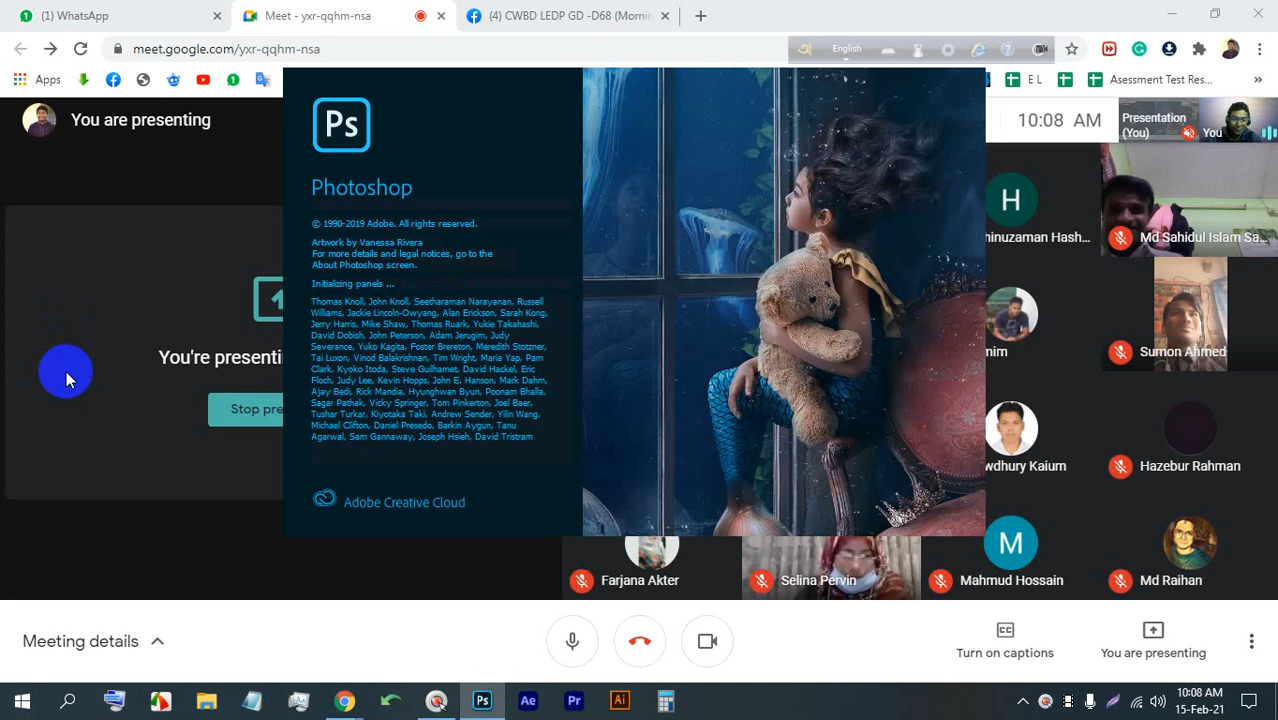 (1) WhatsApp
Meet - yxr-qqhm-nsa
(4) CWBD LEDP GD -D68 (Mornin
meet.google.com/yxr-qqhm-nsa
English
Apps
E L
Asessment Test Res...
You are presenting
10:08 AM
Presentation
(You)
You
Ps
Photoshop
© 1990-2019 Adobe. All rights reserved.
Artwork by Vanessa Rivera
For more details and legal notices, go to the
About Photoshop screen.
Initializing panels ...
Thomas Knoll, John Knoll, Seetharaman Narayanan, Russell
Williams, Jackie Lincoln-Owyang, Alan Erickson, Sarah Kong,
Jerry Harris, Mike Shaw, Thomas Ruark, Yukie Takahashi,
David Dobish, John Peterson, Adam Jerugim, Judy
Severance, Yuko Kagita, Foster Brereton, Meredith Stotzner,
Tai Luxon, Vinod Balakrishnan, Tim Wright, Maria Yap, Pam
Clark, Kyoko Itoda, Steve Guilhamet, David Hackel, Eric
Floch, Judy Lee, Kevin Hopps, John E. Hanson, Mark Dahm,
Ajay Bedi, Rick Mandia, Hyunghwan Byun, Poonam Bhalla,
Sagar Pathak, Vicky Springer, Tom Pinkerton, Joel Baer,
Tushar Turkar, Kiyotaka Taki, Andrew Sender, Yilin Wang,
Michael Clifton, Daniel Presedo, Barkin Aygun, Tanu
Agarwal, Sam Gannaway, Joseph Hsieh, David Tristram
Adobe Creative Cloud
You're presenti
Stop pre
H
hinuzaman Hash...
Md Sahidul Islam Sa...
mim
Sumon Ahmed
wdhury Kaium
Hazebur Rahman
Farjana Akter
Selina Pervin
M
Mahmud Hossain
Md Raihan
Meeting details
CC
Turn on captions
You are presenting
Ps
Ae
Pr
Ai
10:08 AM
15-Feb-21